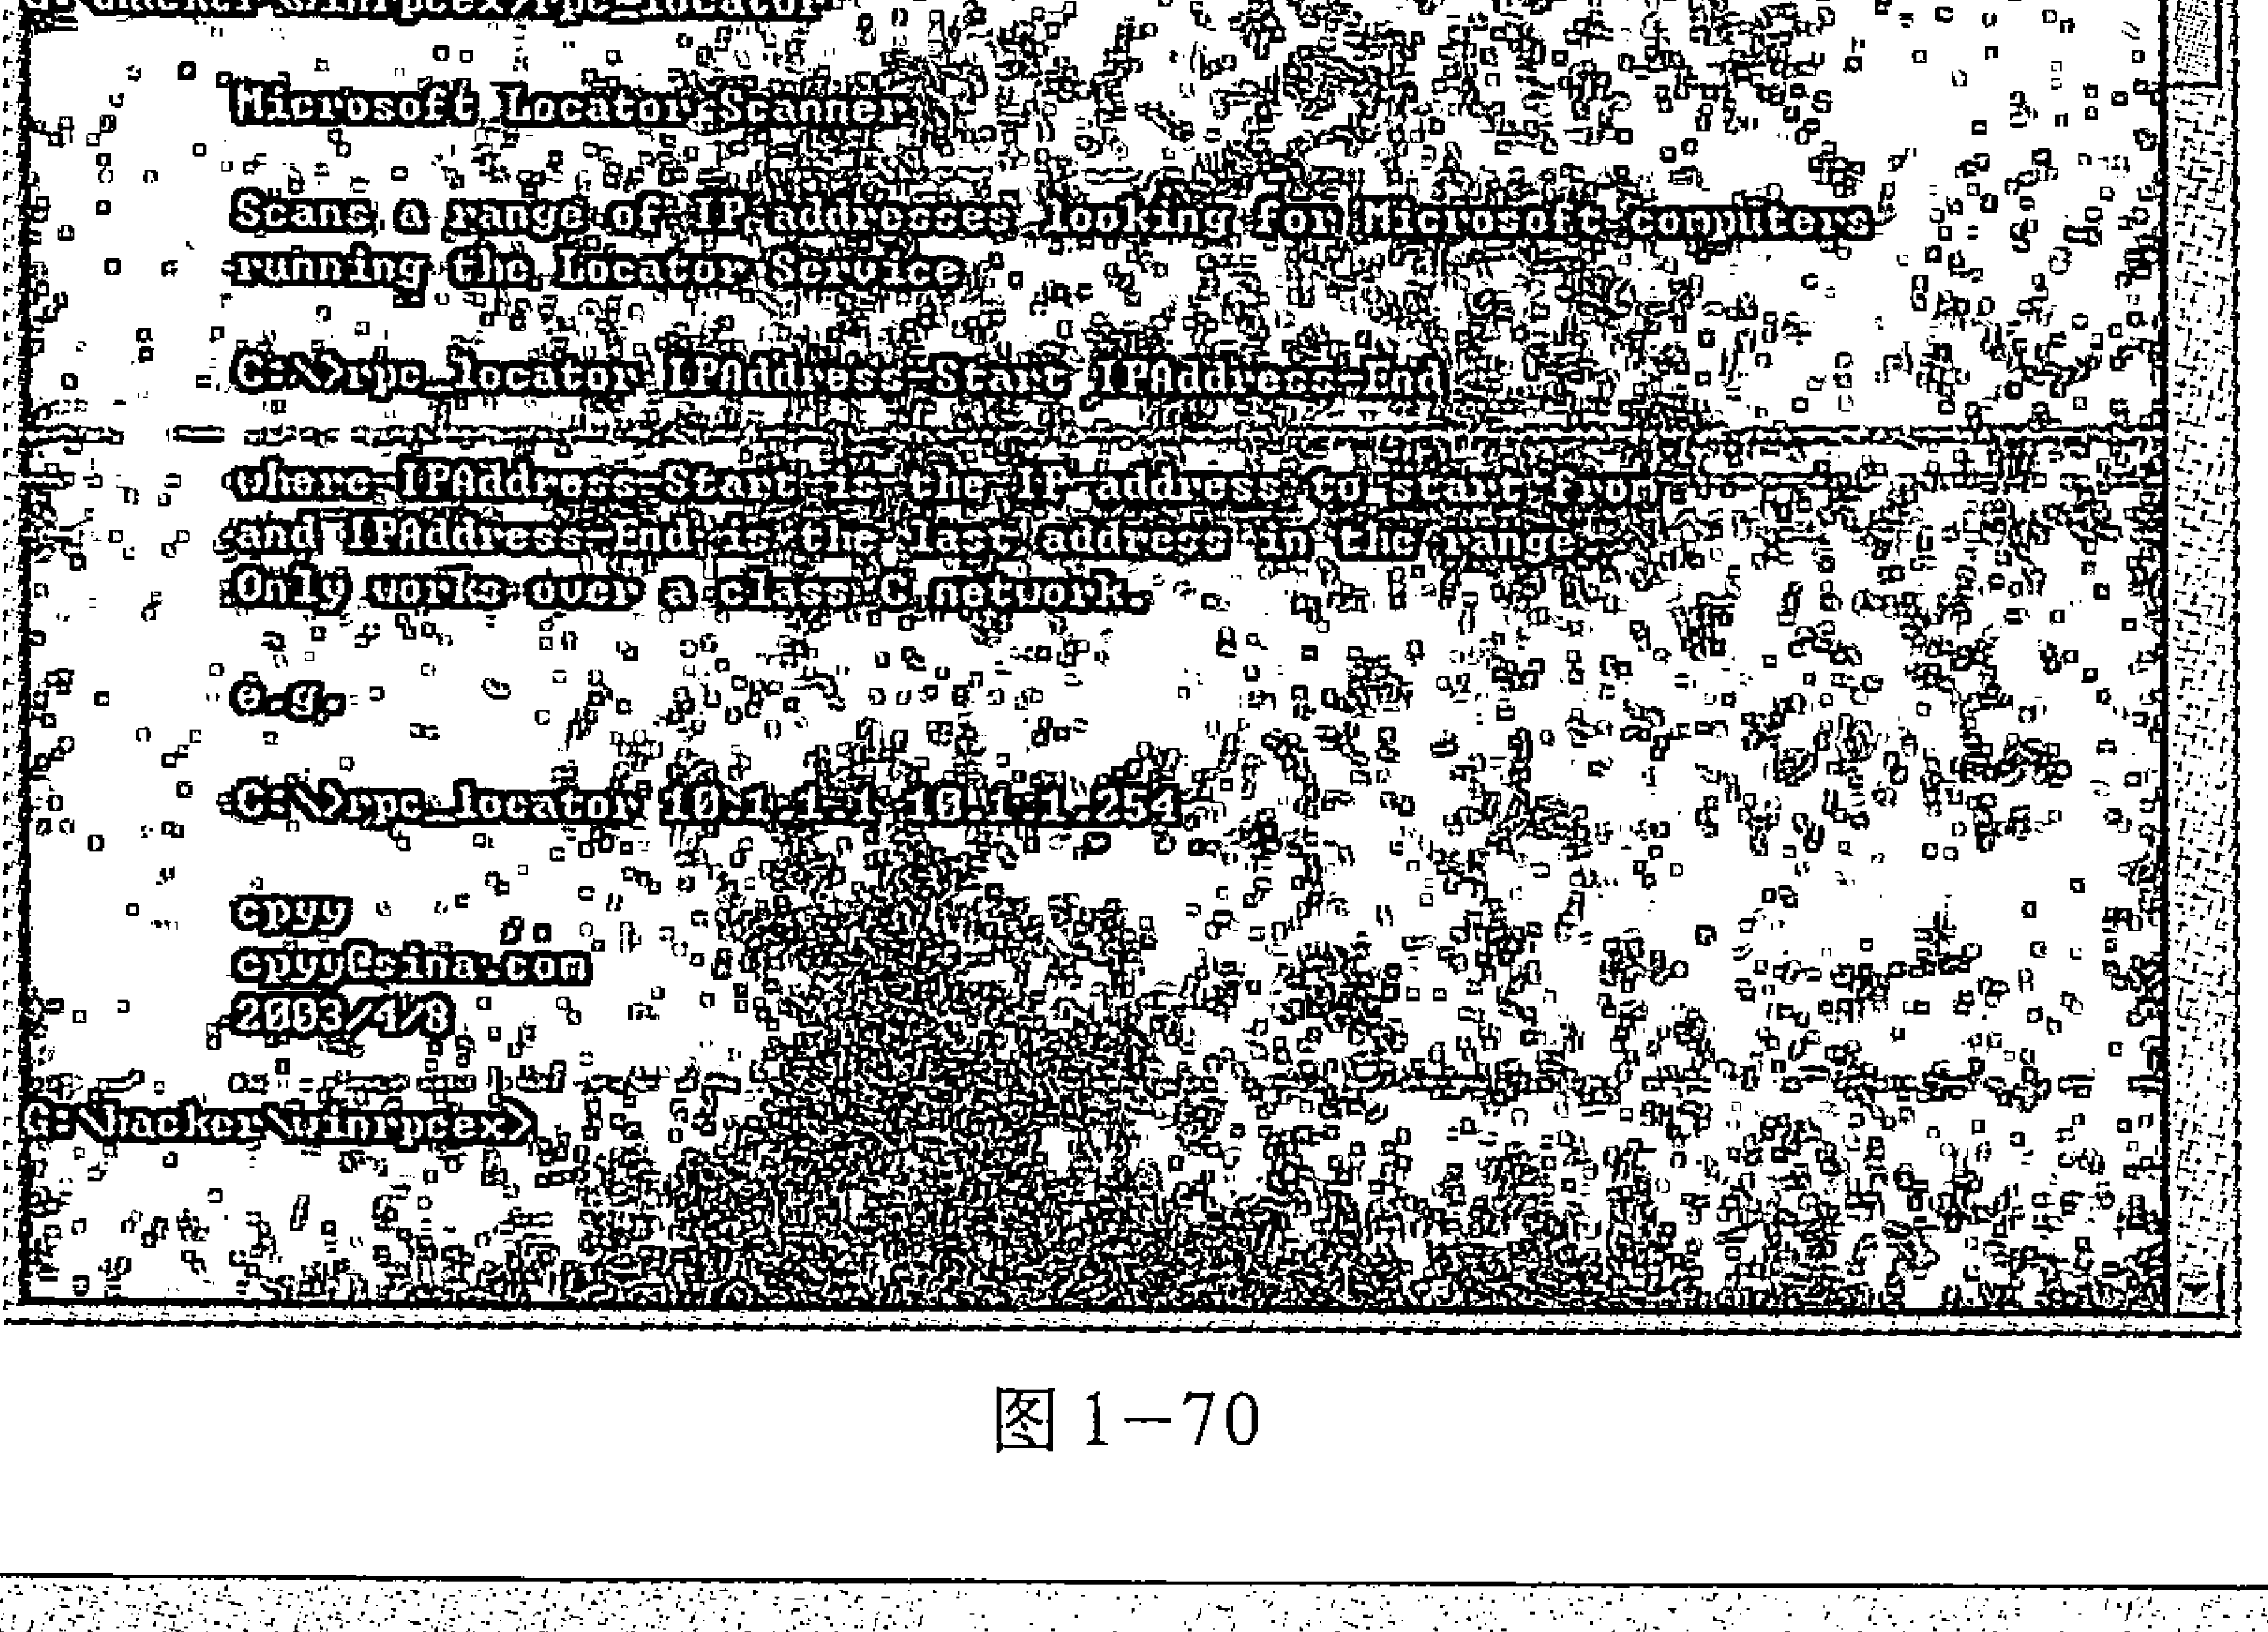 G:\hacker\winrpcex>rpc_locator
Microsoft Locator Scanner
Scans a range of IP addresses looking for Microsoft computers
running the Locator Service
C:\>rpc_locator IPAddress-Start IPAddress-End
where IPAddress-Start is the IP address to start from
and IPAddress-End is the last address in the range.
Only works over a class C network.
e.g.
C:\>rpc_locator 10.1.1.1 10.1.1.254
cpyy
cpyy@sina.com
2003/4/8
G:\hacker\winrpcex>
图 1－70